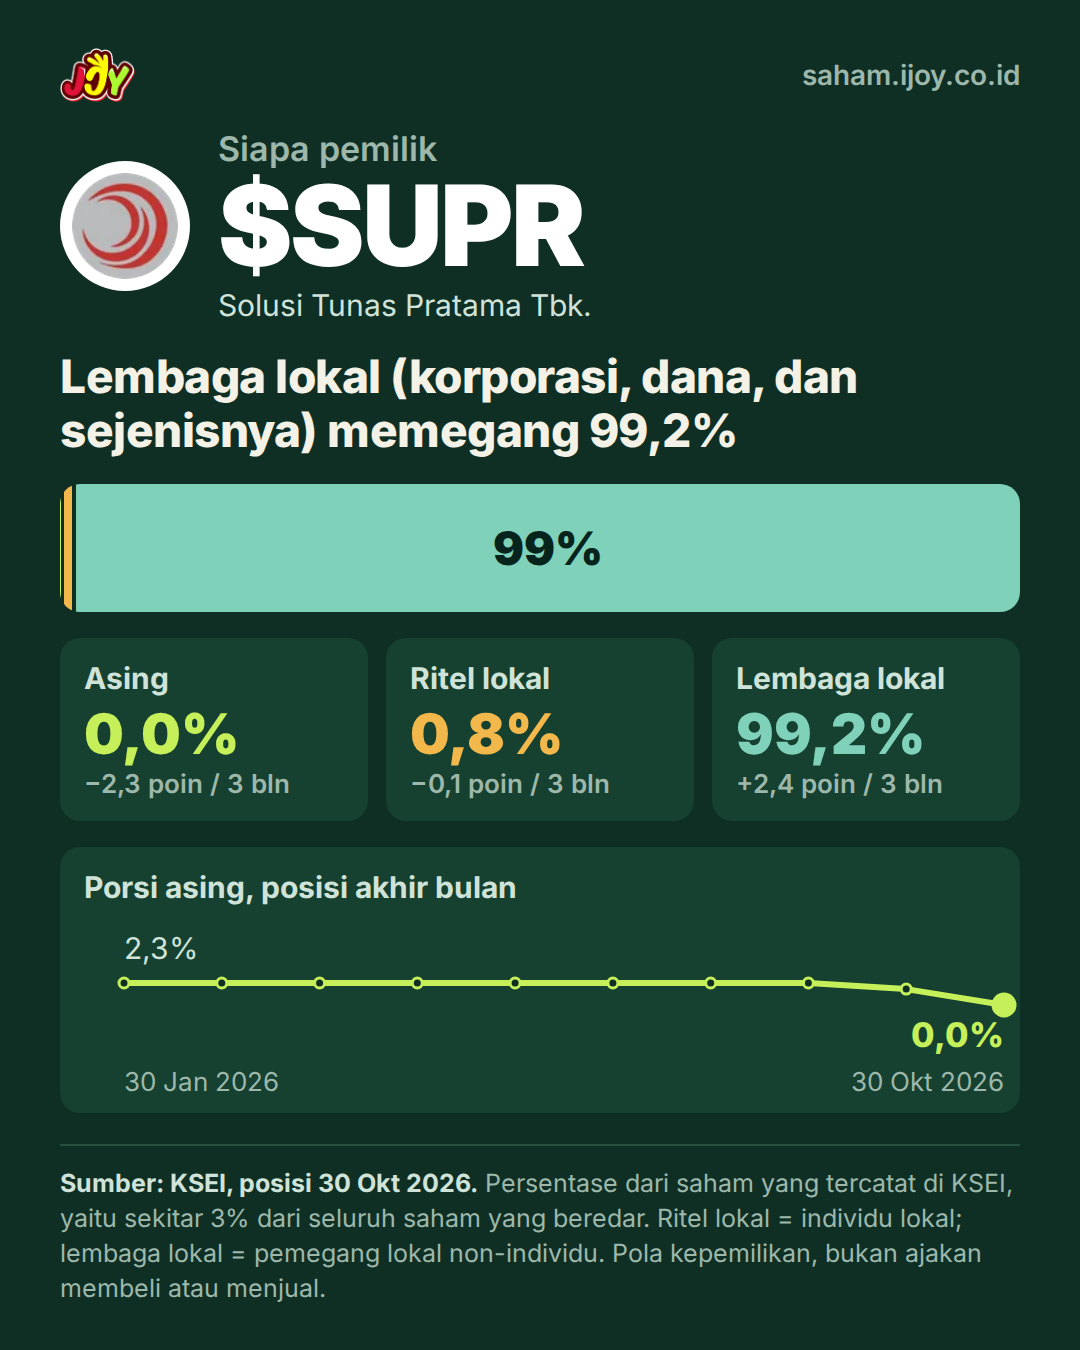 JOY
saham.ijoy.co.id
Siapa pemilik
$SUPR
Solusi Tunas Pratama Tbk.
Lembaga lokal (korporasi, dana, dan
sejenisnya) memegang 99,2%
99%
Asing
0,0%
−2,3 poin / 3 bln
Ritel lokal
0,8%
−0,1 poin / 3 bln
Lembaga lokal
99,2%
+2,4 poin / 3 bln
Porsi asing, posisi akhir bulan
2,3%
0,0%
30 Jan 2026
30 Okt 2026
Sumber: KSEI, posisi 30 Okt 2026. Persentase dari saham yang tercatat di KSEI,
yaitu sekitar 3% dari seluruh saham yang beredar. Ritel lokal = individu lokal;
lembaga lokal = pemegang lokal non-individu. Pola kepemilikan, bukan ajakan
membeli atau menjual.